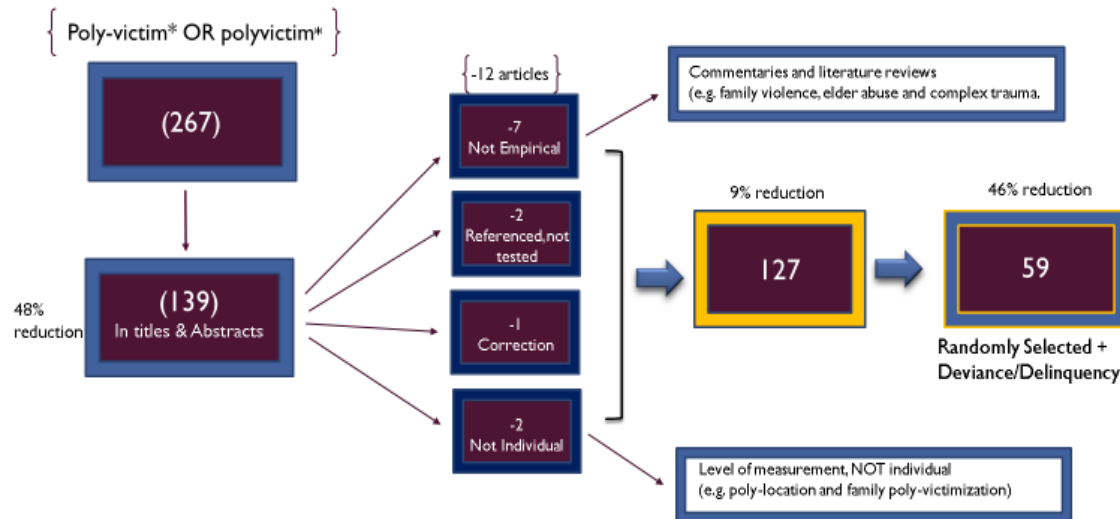 Poly-victim* OR polyvictim*
(267)
48%
reduction
(139)
In titles & Abstracts
-12 articles
-7
Not Empirical
-2
Referenced,not
tested
-1
Correction
-2
Not Individual
Commentaries and literature reviews
(e.g. family violence, elder abuse and complex trauma.
9% reduction
127
46% reduction
59
Randomly Selected +
Deviance/Delinquency
Level of measurement, NOT individual
(e.g. poly-location and family poly-victimization)